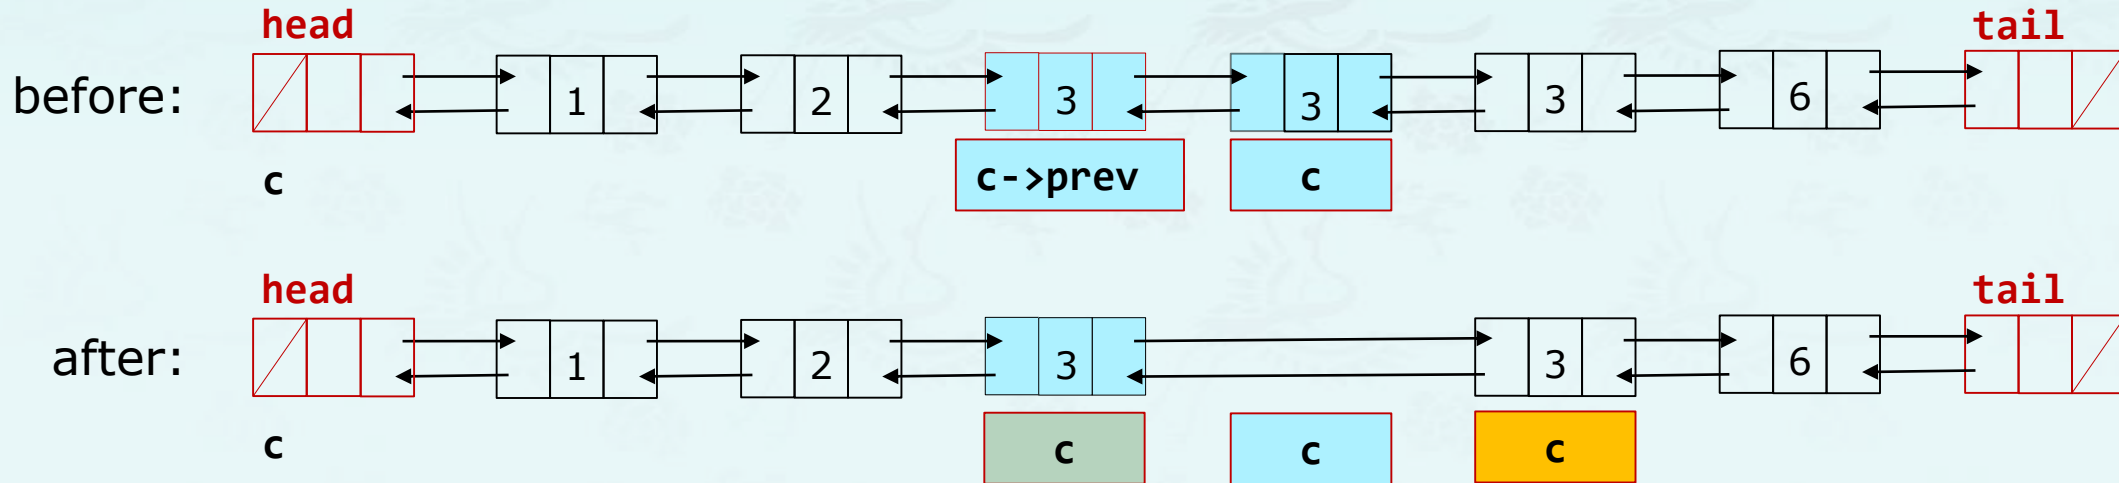 head tail
before: 1 2 3 3 3 6
c c->prev c
head tail
after: 1 2 3 3 6
c c c c